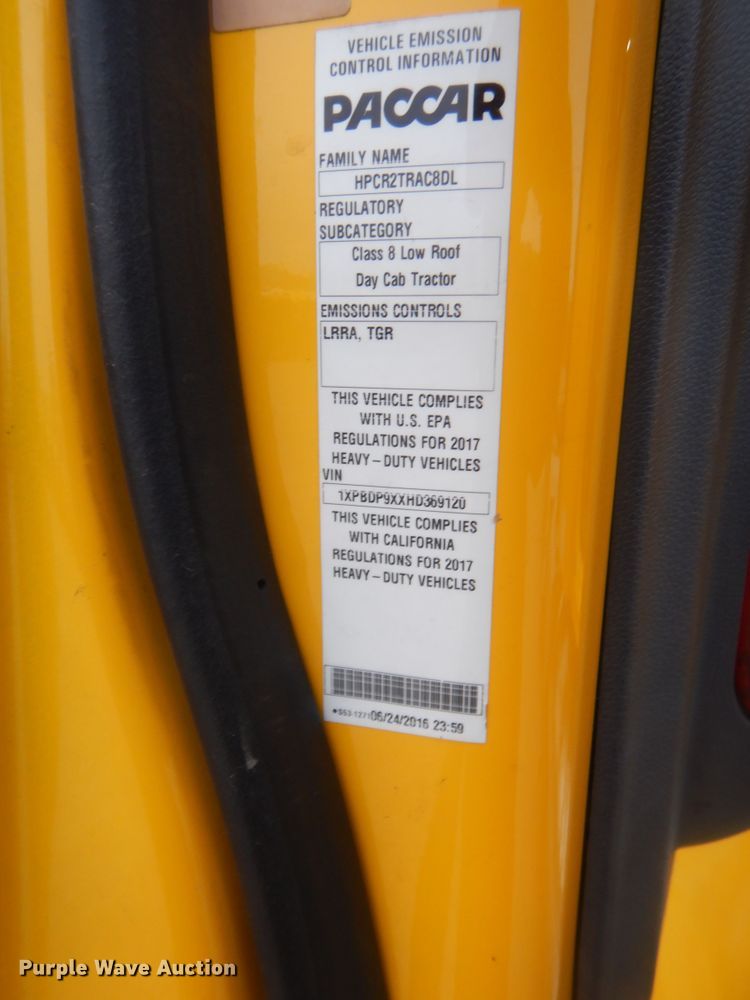 VEHICLE EMISSION
CONTROL INFORMATION
PACCAR
FAMILY NAME
HPCR2TRAC8DL
REGULATORY
SUBCATEGORY
Class 8 Low Roof
Day Cab Tractor
EMISSIONS CONTROLS
LRRA, TGR
THIS VEHICLE COMPLIES
WITH U.S. EPA
REGULATIONS FOR 2017
HEAVY-DUTY VEHICLES
VIN
1XPBDP9XXHD369120
THIS VEHICLE COMPLIES
WITH CALIFORNIA
REGULATIONS FOR 2017
HEAVY-DUTY VEHICLES
*S53-1271 06/24/2016 23:59
Purple Wave Auction